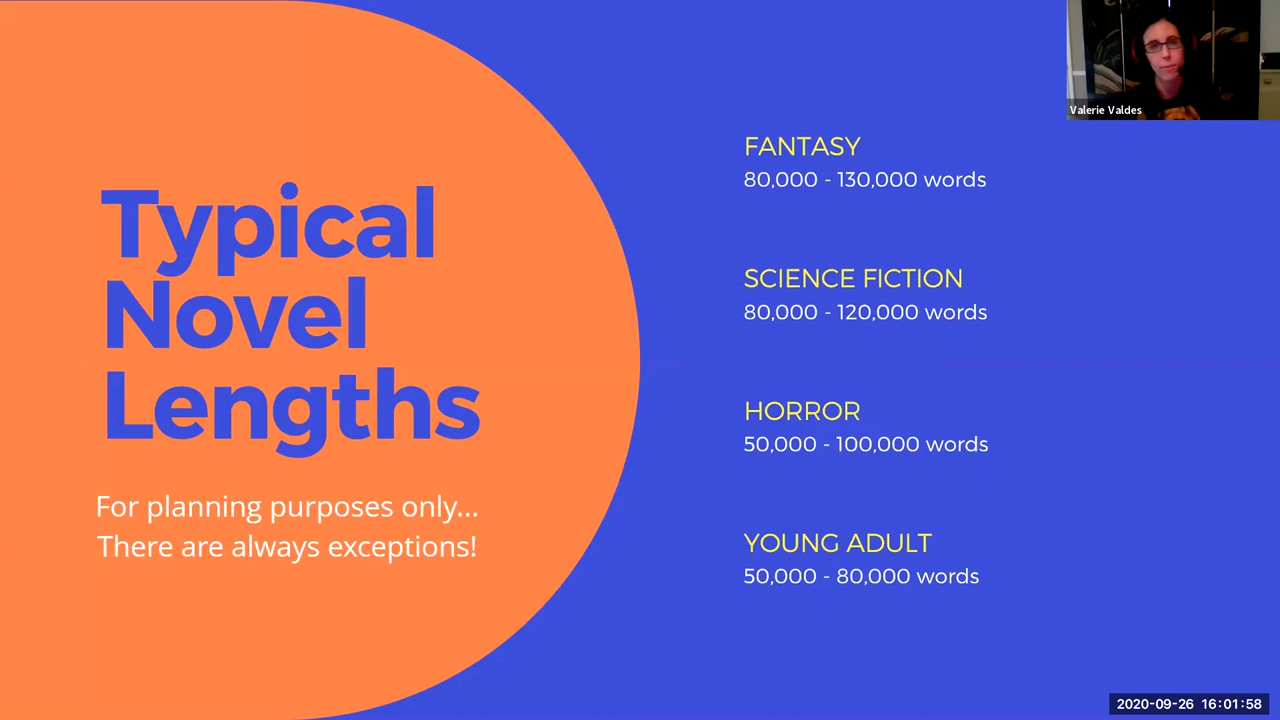 Typical
Novel
Lengths
For planning purposes only...
There are always exceptions!
FANTASY
80,000 - 130,000 words
SCIENCE FICTION
80,000 - 120,000 words
HORROR
50,000 - 100,000 words
YOUNG ADULT
50,000 - 80,000 words
Valerie Valdes
2020-09-26 16:01:58